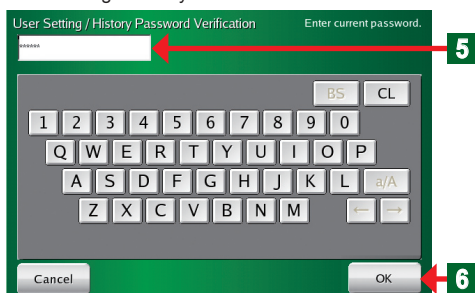 User Setting / History Password Verification Enter current password.
****** 5
BS CL
1 2 3 4 5 6 7 8 9 0
Q W E R T Y U I O P
A S D F G H J K L a/A
Z X C V B N M ← →
Cancel OK 6